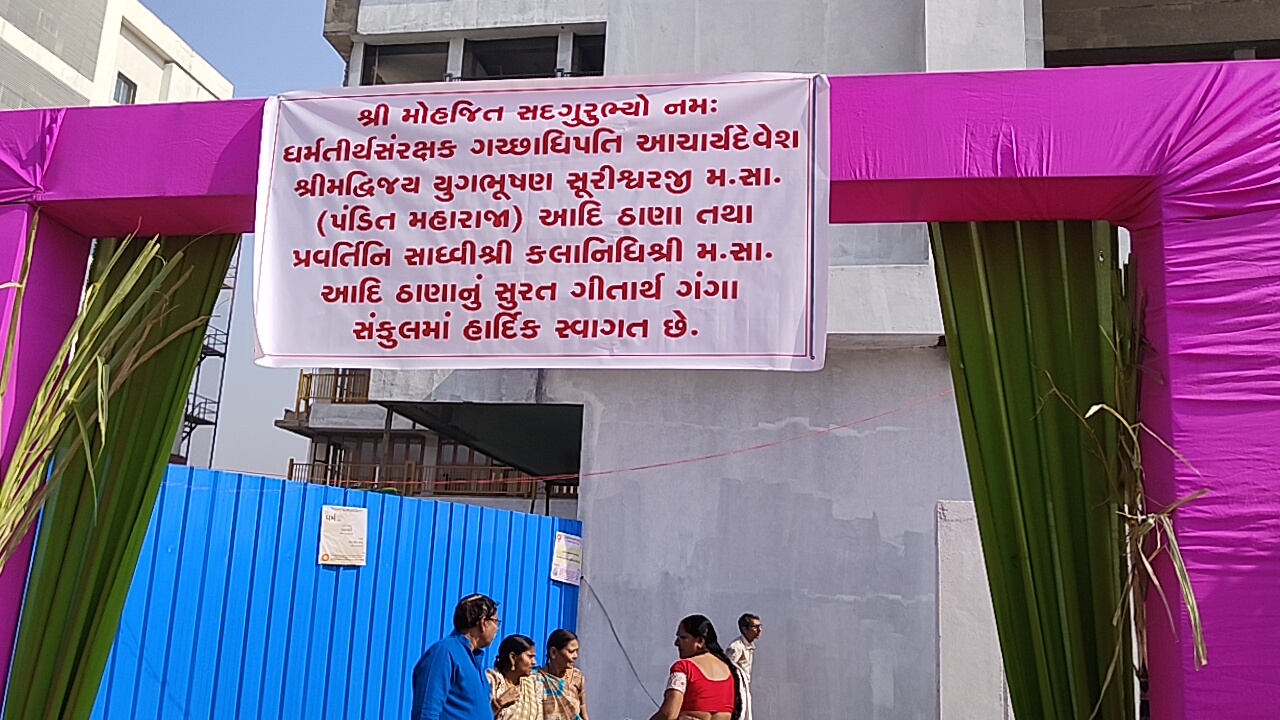 શ્રી મોહજિત સદગુરુભ્યો નમઃ
ધર્મતીર્થસંરક્ષક ગચ્છાધિપતિ આચાર્યદેવેશ
શ્રીમદ્વિજય યુગભૂષણ સૂરીશ્વરજી મ.સા.
(પંડિત મહારાજા) આદિ ઠાણા તથા
પ્રવર્તિનિ સાધ્વીશ્રી કલાનિધિશ્રી મ.સા.
આદિ ઠાણાનું સુરત ગીતાર્થ ગંગા
સંકુલમાં હાર્દિક સ્વાગત છે.